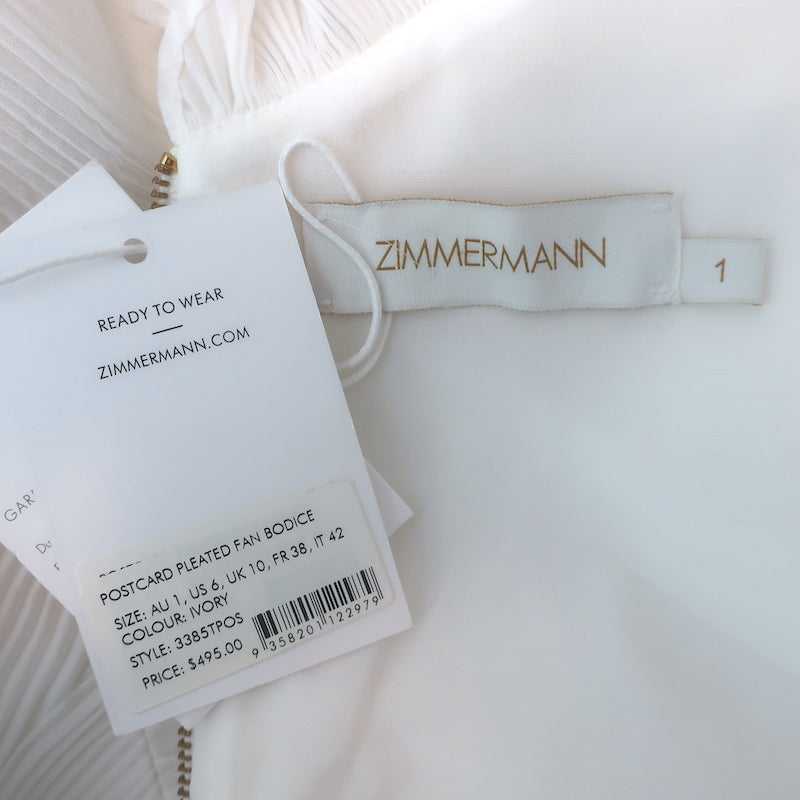 ZIMMERMANN
1
READY TO WEAR
ZIMMERMANN.COM
POSTCARD PLEATED FAN BODICE
SIZE: AU 1, US 6, UK 10, FR 38, IT 42
COLOUR: IVORY
STYLE: 3385TPOS
PRICE: $495.00
9 358201 122979